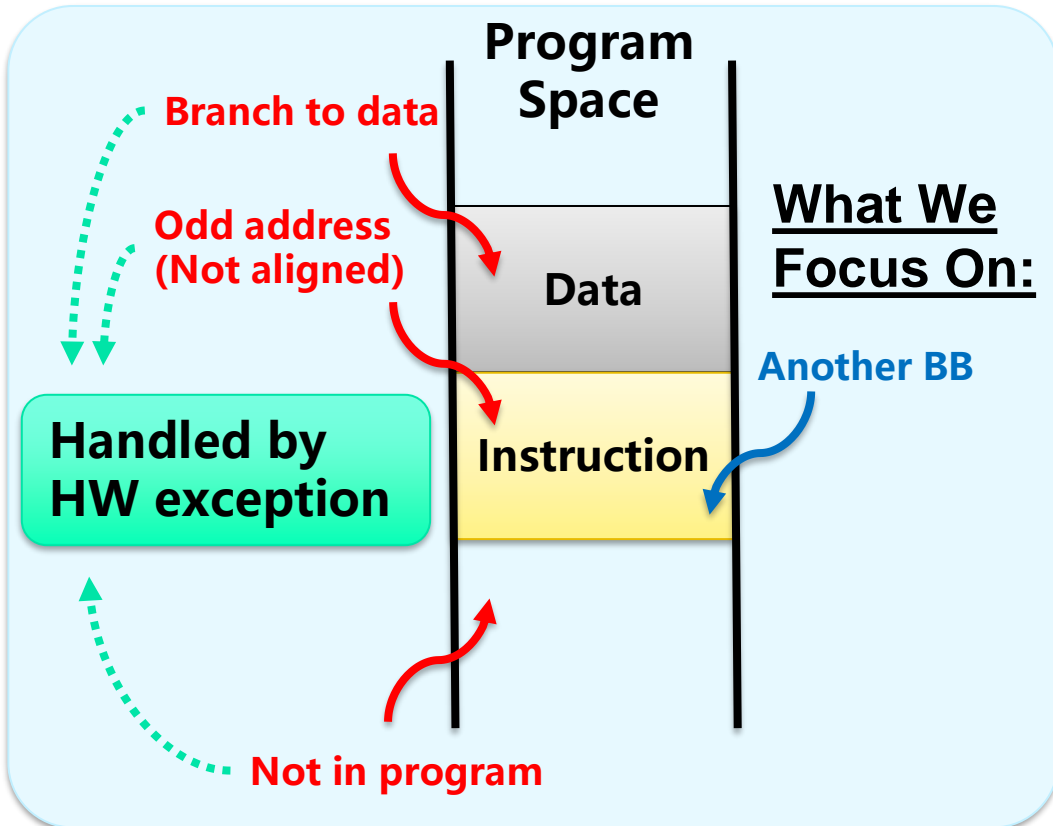 Program
Space
Branch to data
Odd address
(Not aligned)
What We
Focus On:
Data
Another BB
Handled by
HW exception
Instruction
Not in program